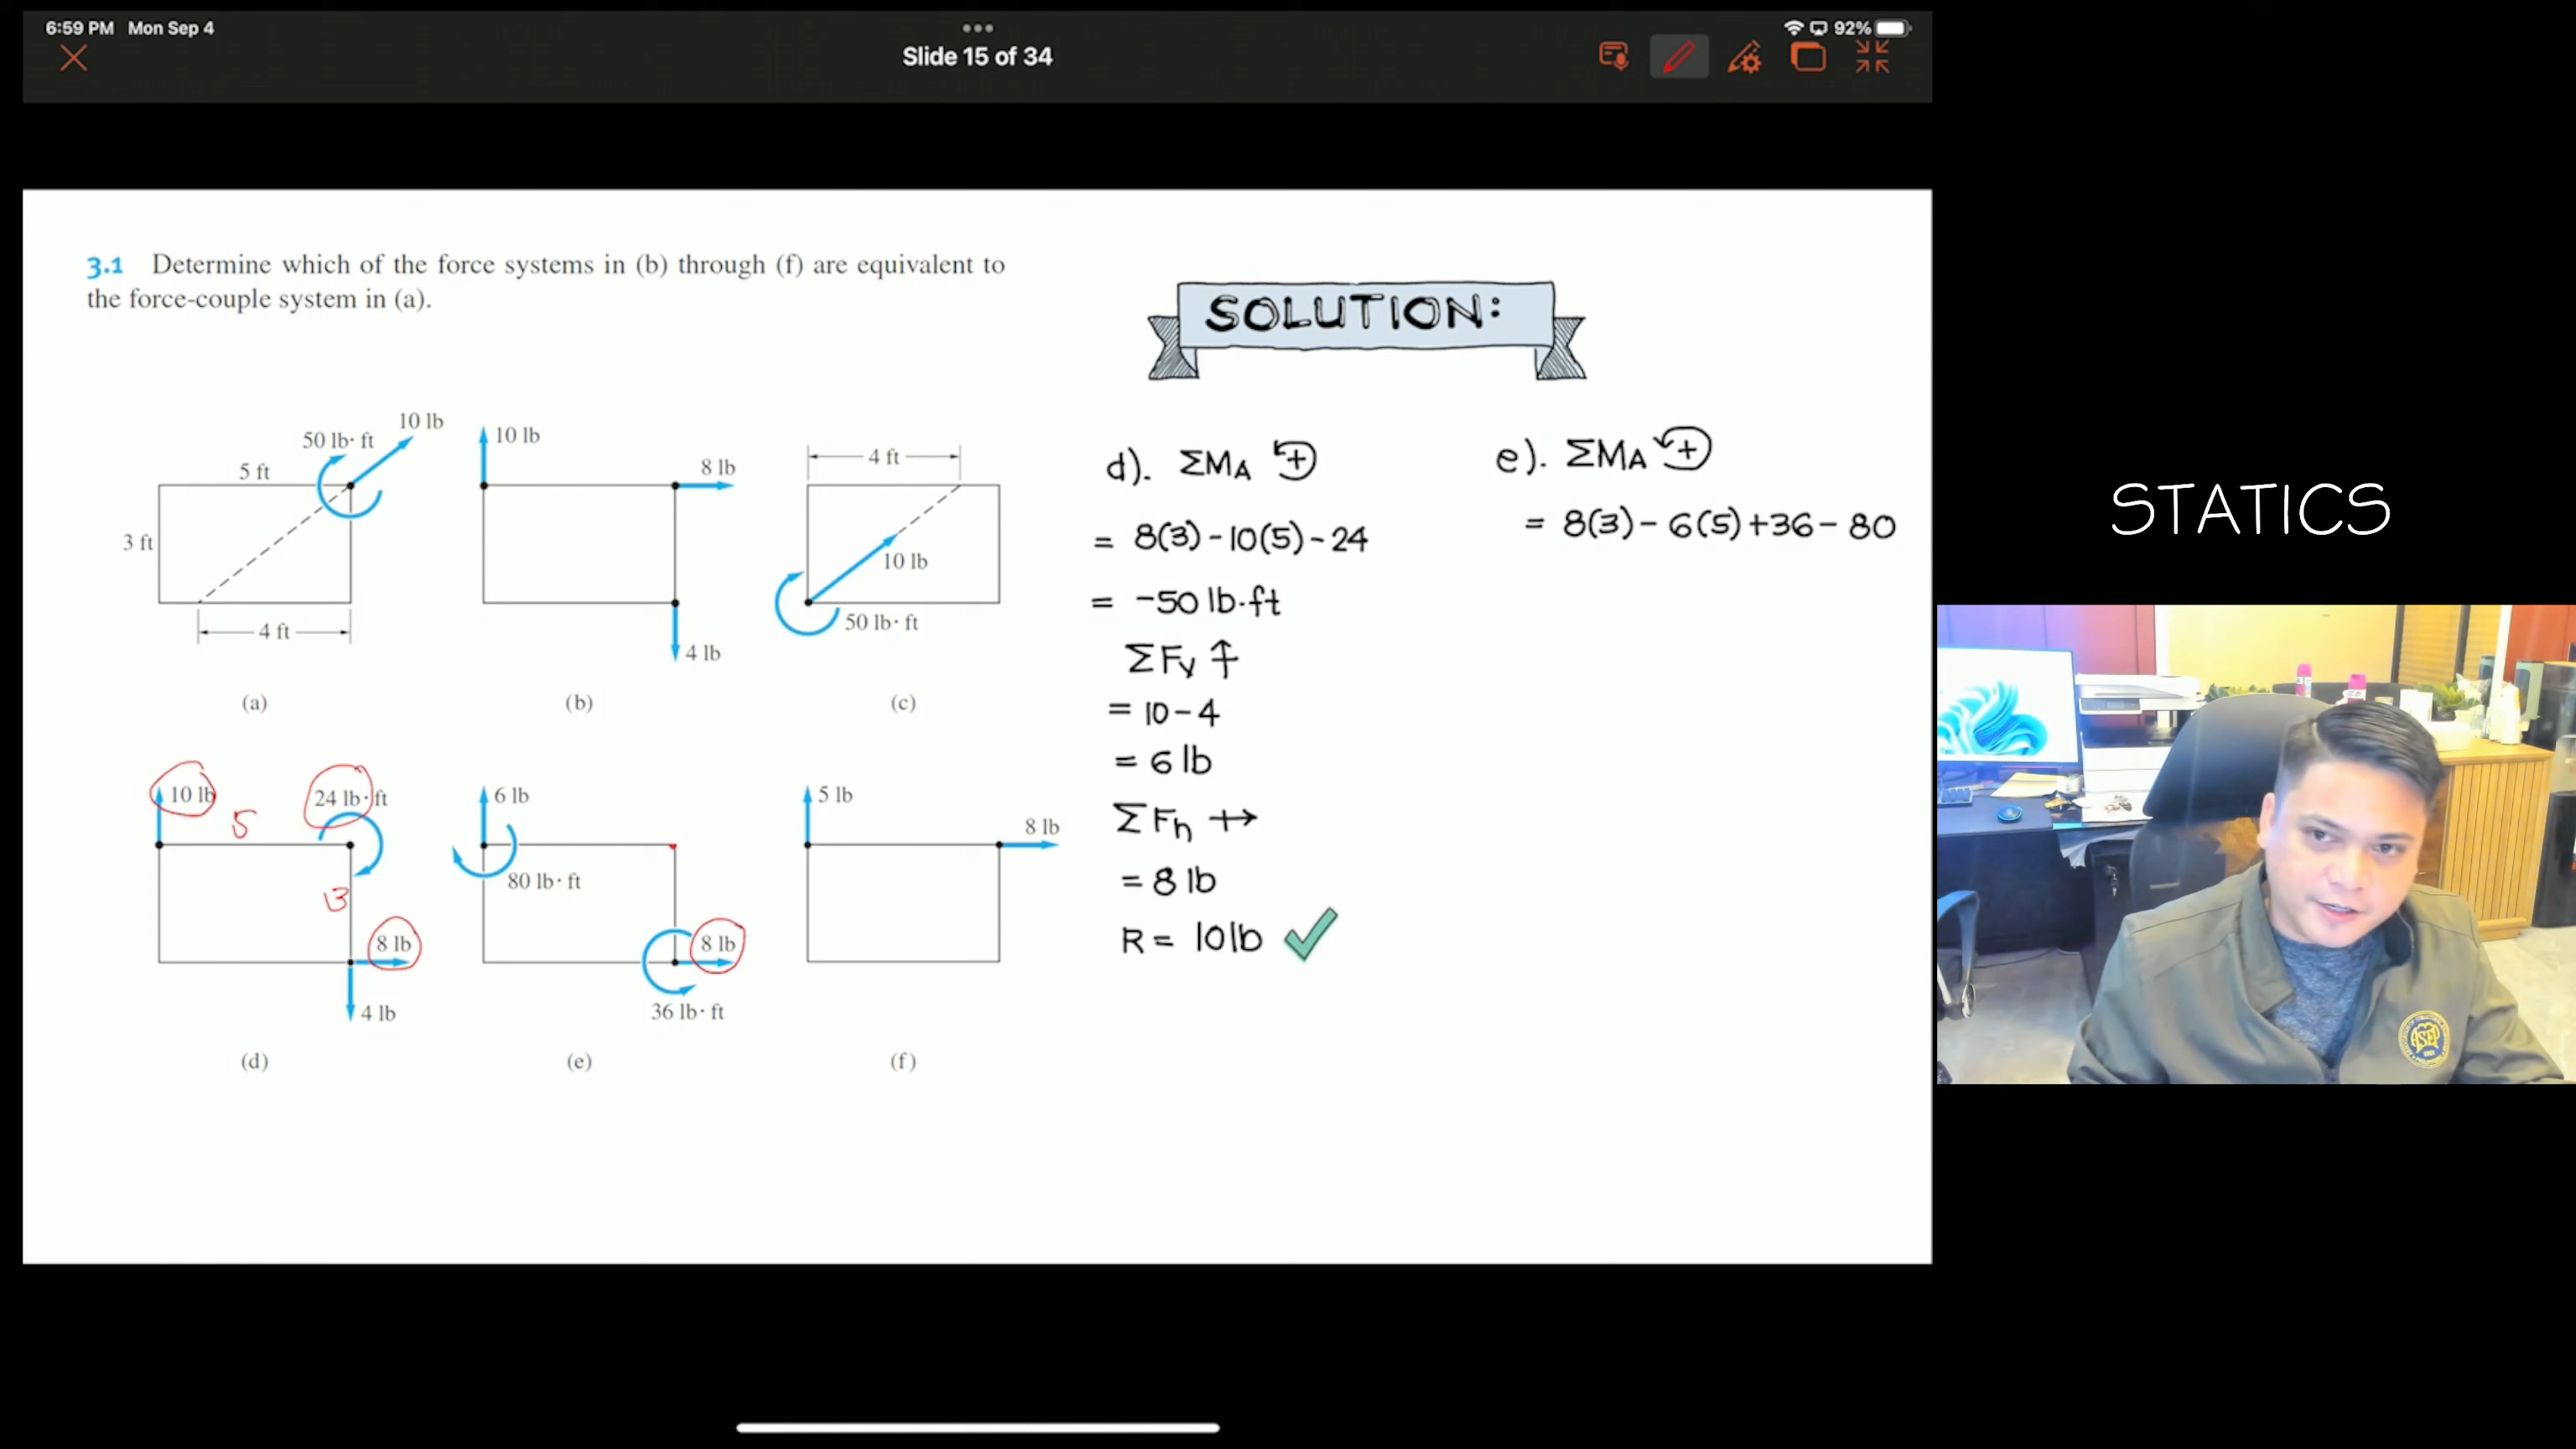 6:59 PM Mon Sep 4
92%
Slide 15 of 34
3.1 Determine which of the force systems in (b) through (f) are equivalent to
the force-couple system in (a).
SOLUTION:
50 lb· ft
10 lb
5 ft
3 ft
4 ft
(a)
10 lb
8 lb
4 lb
(b)
4 ft
10 lb
50 lb· ft
(c)
10 lb
5
24 lb· ft
3
8 lb
4 lb
(d)
6 lb
80 lb· ft
8 lb
36 lb· ft
(e)
5 lb
8 lb
(f)
d). ΣMA +
= 8(3) - 10(5) - 24
= -50 lb·ft
ΣFv ↑
= 10 - 4
= 6 lb
ΣFh →
= 8 lb
R = 10 lb ✓
e). ΣMA +
= 8(3) - 6(5) + 36 - 80
STATICS
ASEP